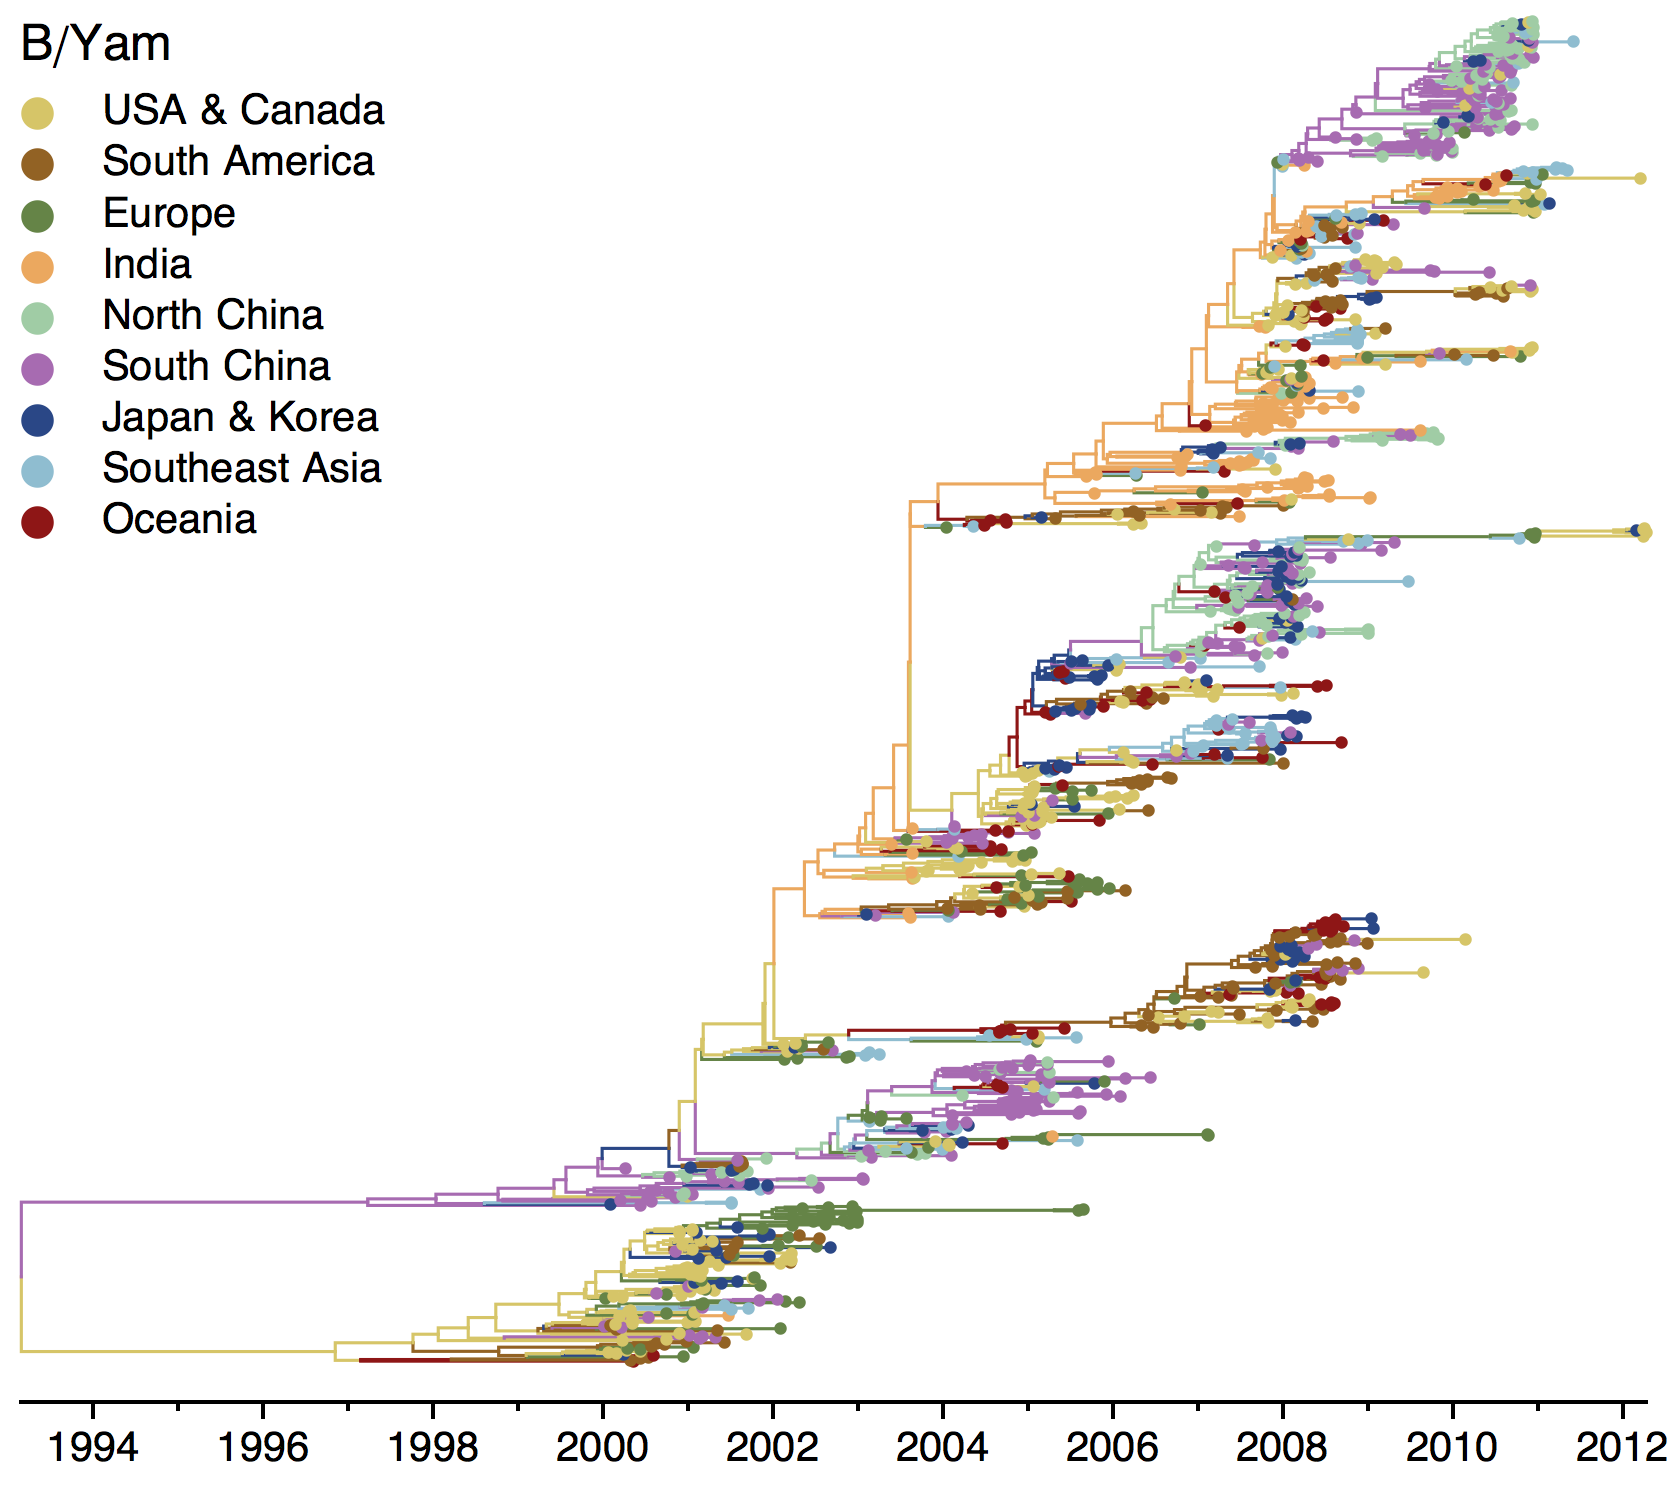 B/Yam
USA & Canada
South America
Europe
India
North China
South China
Japan & Korea
Southeast Asia
Oceania
1994 1996 1998 2000 2002 2004 2006 2008 2010 2012